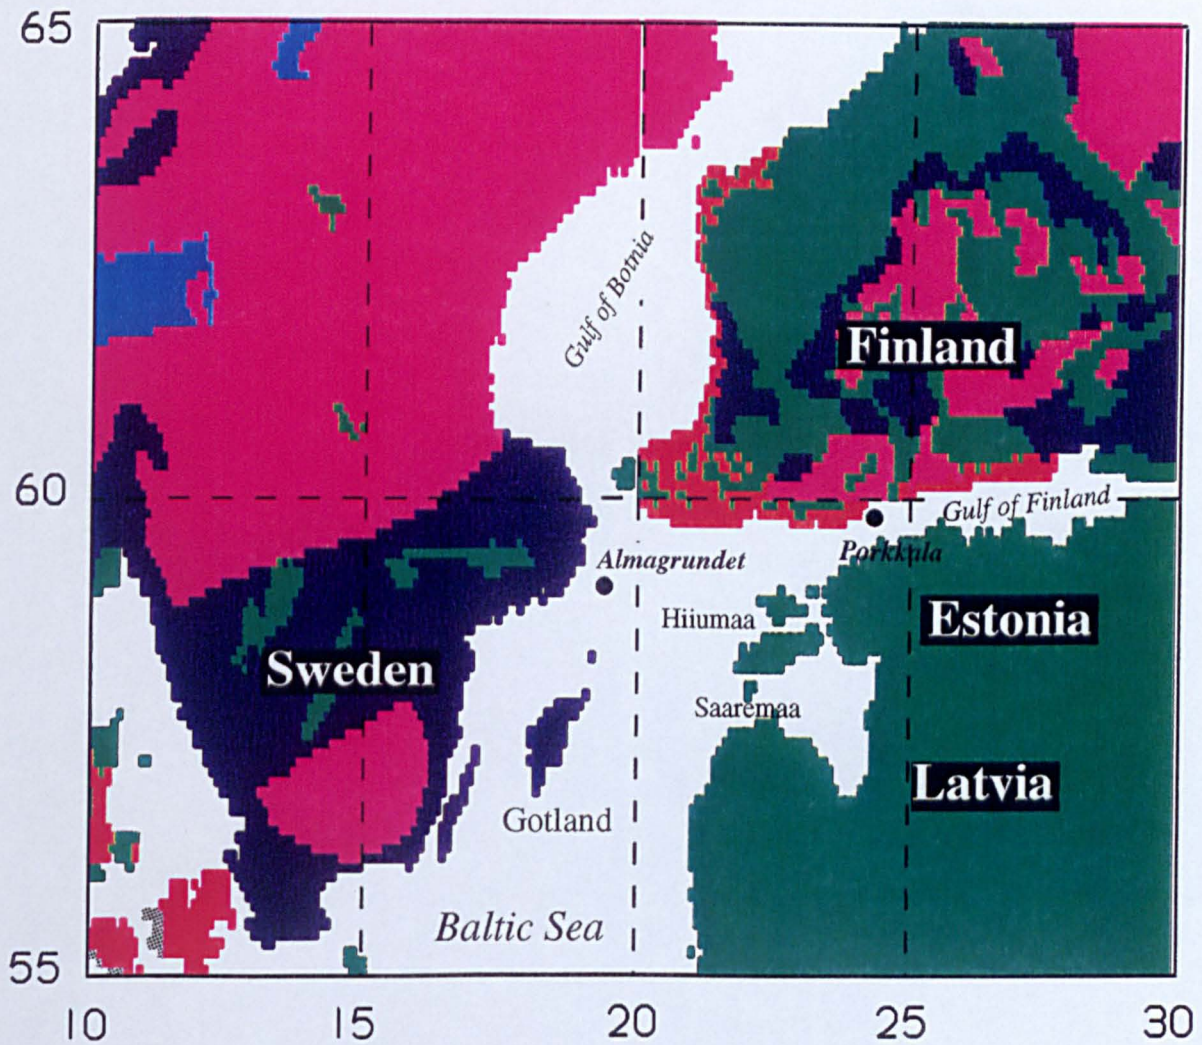 65
Gulf of Botnia
Finland
60
Gulf of Finland
Almagrundet
Porkkala
Hiiumaa
Estonia
Sweden
Saaremaa
Latvia
Gotland
Baltic Sea
55
10 15 20 25 30